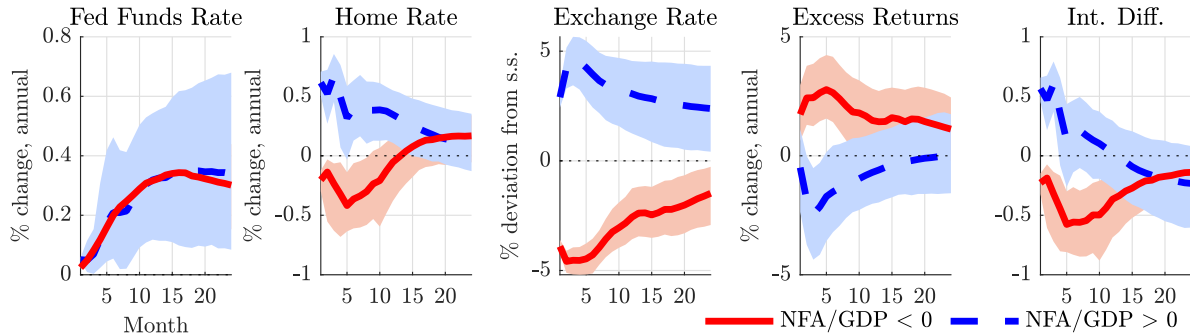 Fed Funds Rate
% change, annual
0.8
0.6
0.4
0.2
0
5 10 15 20
Month
Home Rate
% change, annual
1
0.5
0
-0.5
-1
5 10 15 20
Exchange Rate
% deviation from s.s.
5
0
-5
5 10 15 20
Excess Returns
% change, annual
5
0
-5
5 10 15 20
Int. Diff.
% change, annual
1
0.5
0
-0.5
-1
5 10 15 20
NFA/GDP < 0
NFA/GDP > 0